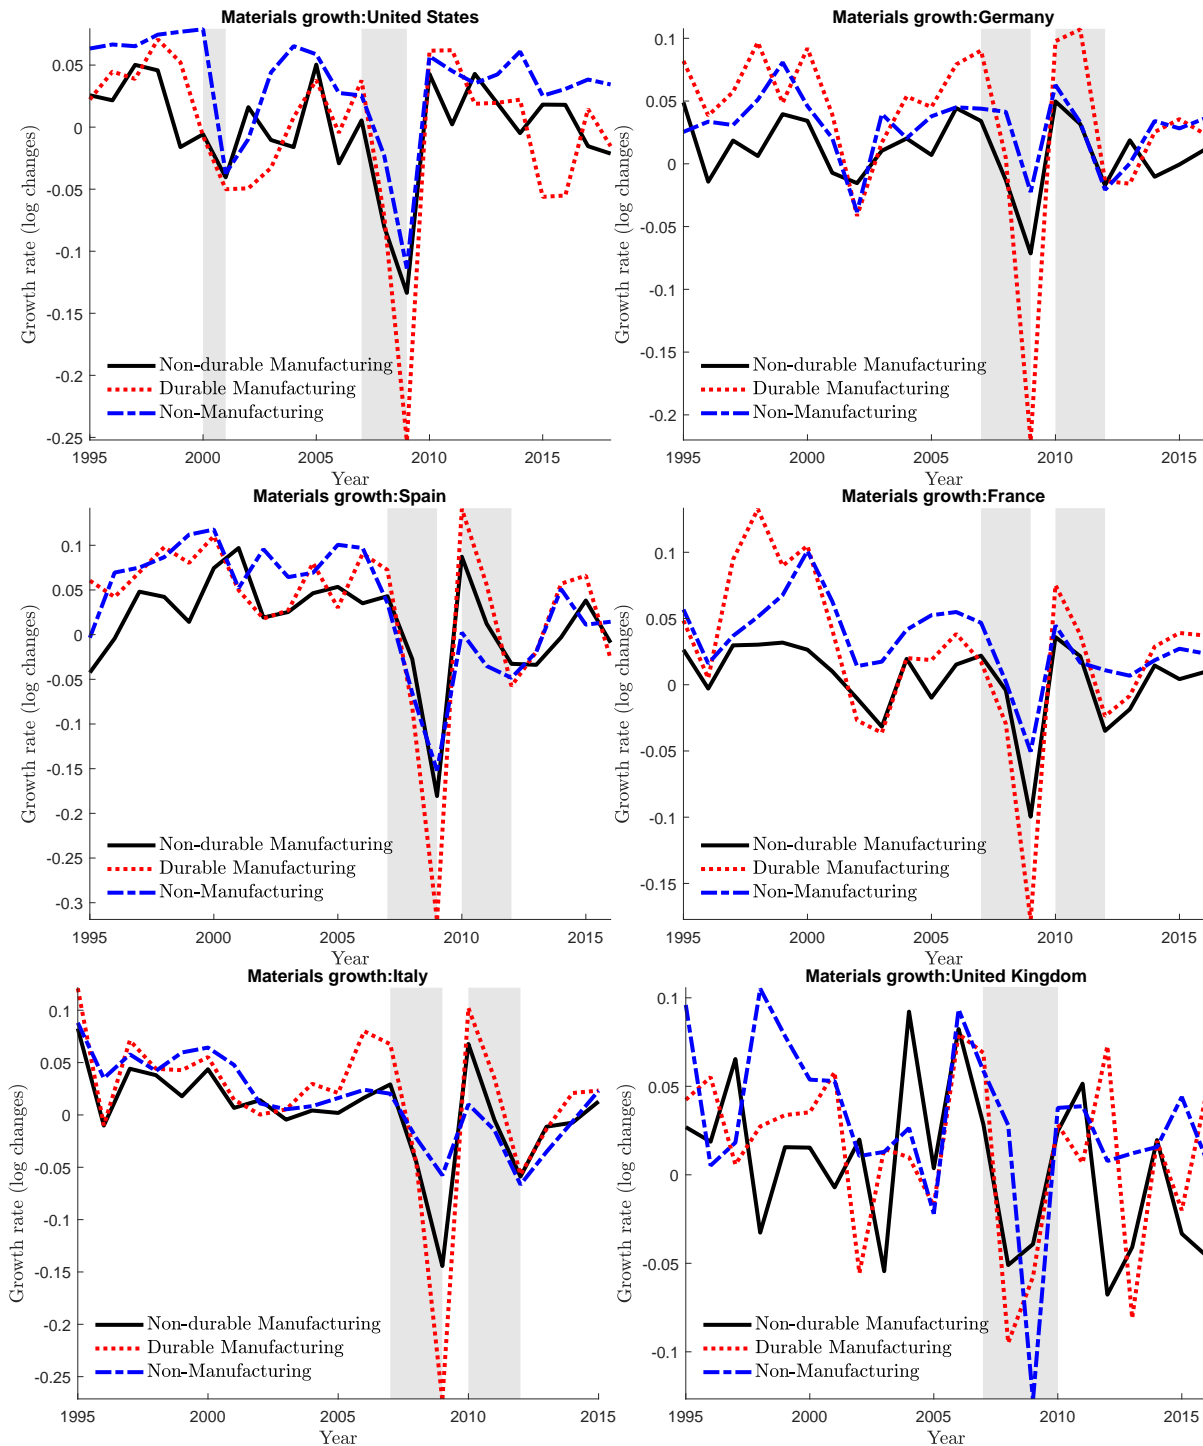 Materials growth:United States
Growth rate (log changes)
0.05
0
-0.05
-0.1
-0.15
-0.2
-0.25
Non-durable Manufacturing
Durable Manufacturing
Non-Manufacturing
1995 2000 2005 2010 2015
Year
Materials growth:Germany
Growth rate (log changes)
0.1
0.05
0
-0.05
-0.1
-0.15
-0.2
Non-durable Manufacturing
Durable Manufacturing
Non-Manufacturing
1995 2000 2005 2010 2015
Year
Materials growth:Spain
Growth rate (log changes)
0.1
0.05
0
-0.05
-0.1
-0.15
-0.2
-0.25
-0.3
Non-durable Manufacturing
Durable Manufacturing
Non-Manufacturing
1995 2000 2005 2010 2015
Year
Materials growth:France
Growth rate (log changes)
0.1
0.05
0
-0.05
-0.1
-0.15
Non-durable Manufacturing
Durable Manufacturing
Non-Manufacturing
1995 2000 2005 2010 2015
Year
Materials growth:Italy
Growth rate (log changes)
0.1
0.05
0
-0.05
-0.1
-0.15
-0.2
-0.25
Non-durable Manufacturing
Durable Manufacturing
Non-Manufacturing
1995 2000 2005 2010 2015
Year
Materials growth:United Kingdom
Growth rate (log changes)
0.1
0.05
0
-0.05
-0.1
Non-durable Manufacturing
Durable Manufacturing
Non-Manufacturing
1995 2000 2005 2010 2015
Year